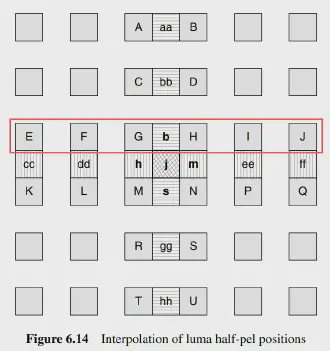 A aa B
C bb D
E F G b H I J
cc dd h j m ee ff
K L M s N P Q
R gg S
T hh U
Figure 6.14 Interpolation of luma half-pel positions